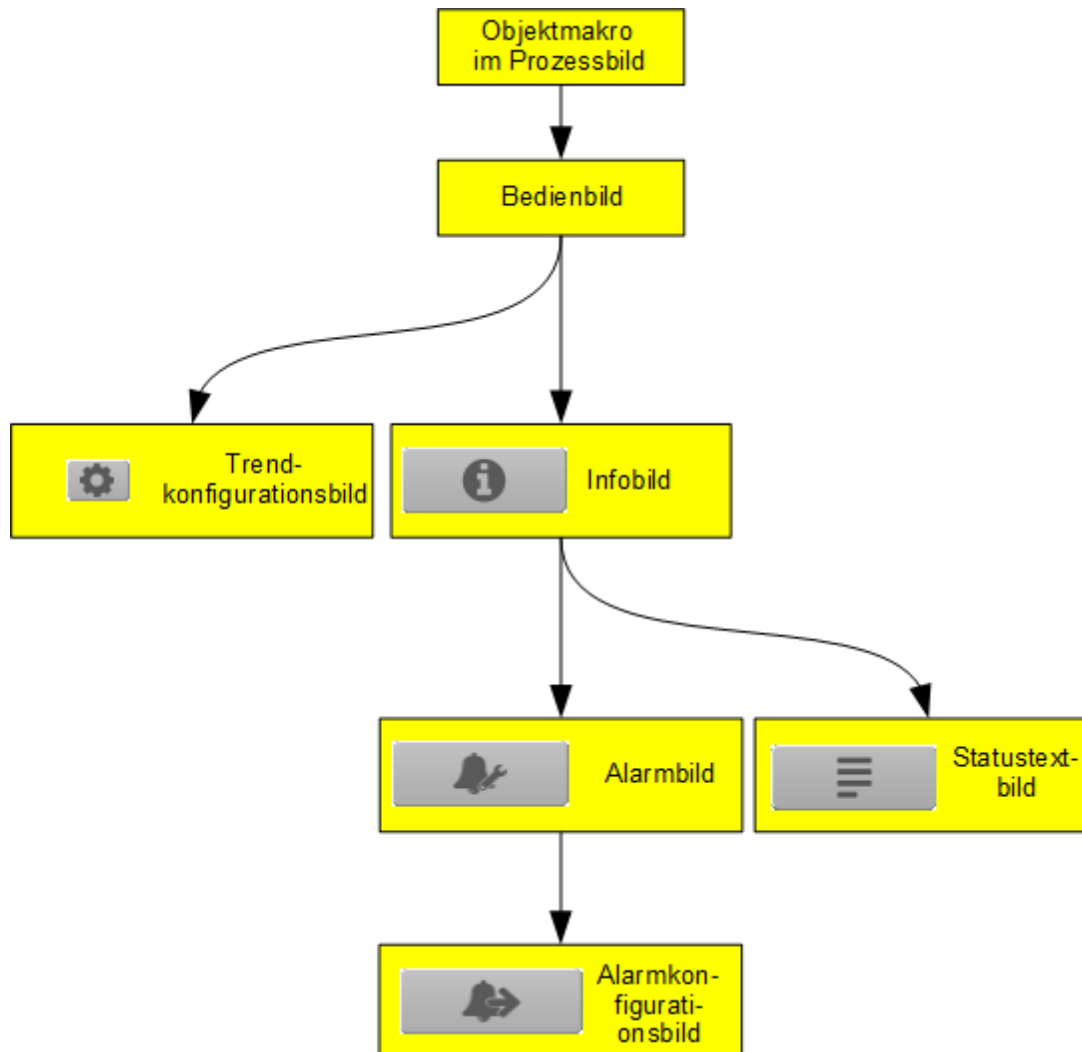 Objektmakro
im Prozessbild
Bedienbild
Trend-
konfigurationsbild
Infobild
Alarmbild
Statustext-
bild
Alarmkon-
figurati-
onsbild